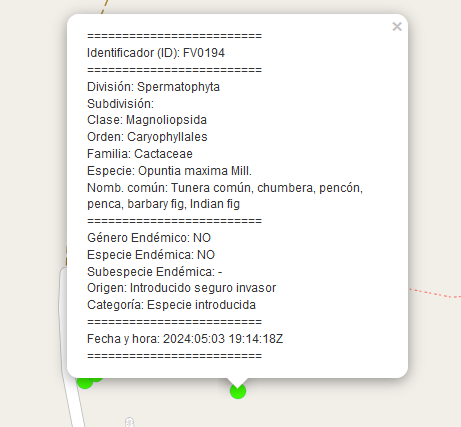 ×
==========================
Identificador (ID): FV0194
==========================
División: Spermatophyta
Subdivisión:
Clase: Magnoliopsida
Orden: Caryophyllales
Familia: Cactaceae
Especie: Opuntia maxima Mill.
Nomb. común: Tunera común, chumbera, pencón,
penca, barbary fig, Indian fig
==========================
Género Endémico: NO
Especie Endémica: NO
Subespecie Endémica: -
Origen: Introducido seguro invasor
Categoría: Especie introducida
==========================
Fecha y hora: 2024:05:03 19:14:18Z
==========================